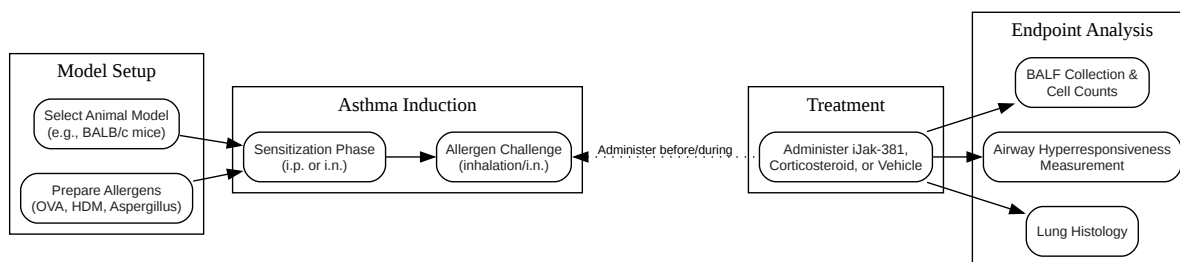 Model Setup
Select Animal Model
(e.g., BALB/c mice)
Prepare Allergens
(OVA, HDM, Aspergillus)
Asthma Induction
Sensitization Phase
(i.p. or i.n.)
Allergen Challenge
(inhalation/i.n.)
Administer before/during
Treatment
Administer iJak-381,
Corticosteroid, or Vehicle
Endpoint Analysis
BALF Collection &
Cell Counts
Airway Hyperresponsiveness
Measurement
Lung Histology